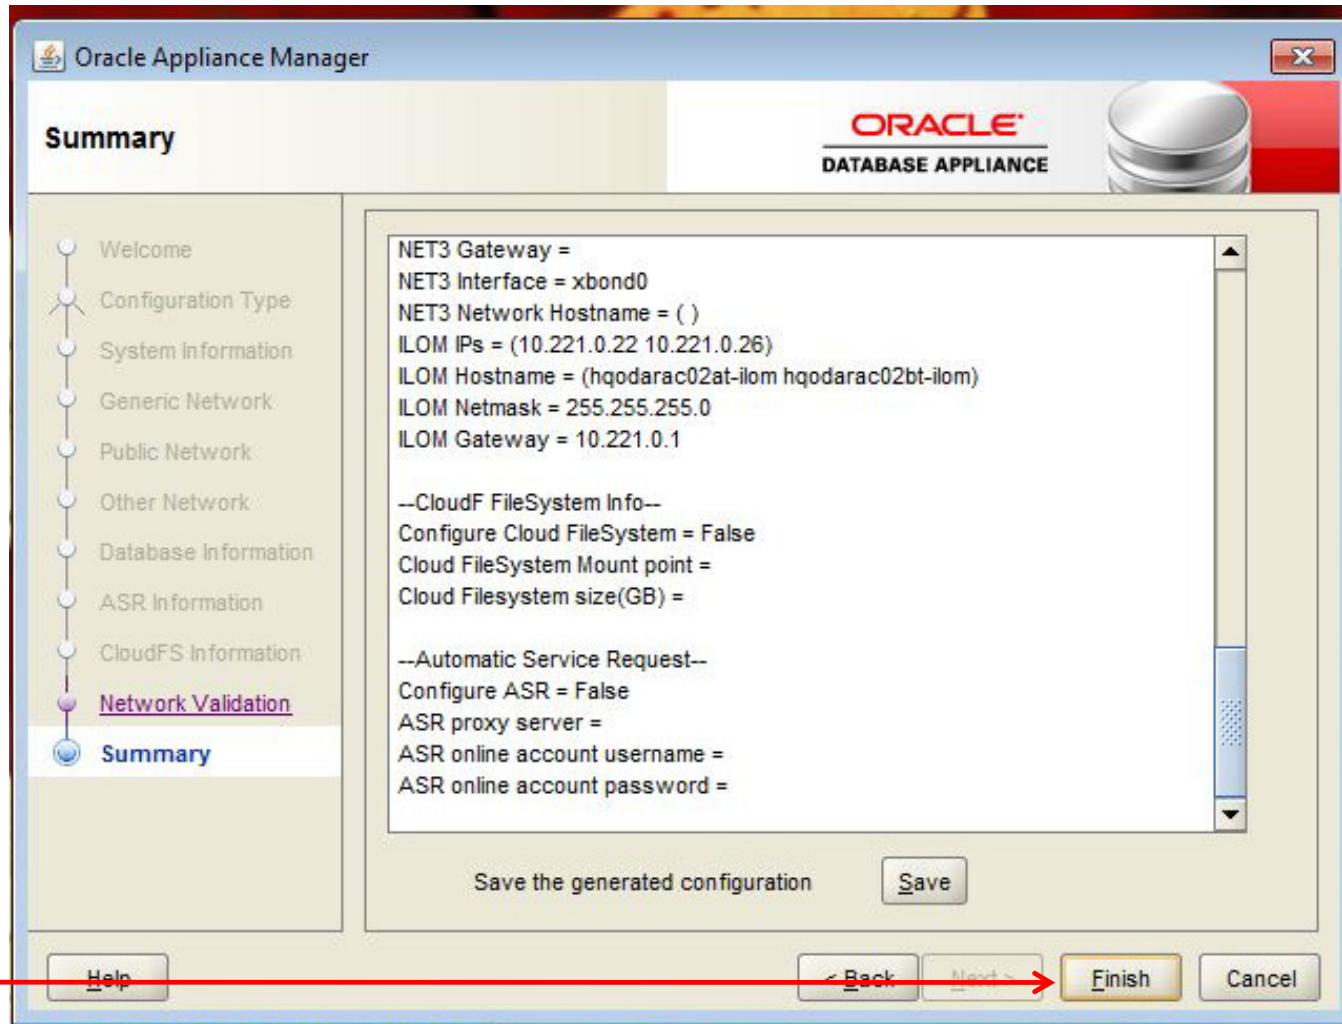 Oracle Appliance Manager
Summary
ORACLE
DATABASE APPLIANCE
Welcome
Configuration Type
System Information
Generic Network
Public Network
Other Network
Database Information
ASR Information
CloudFS Information
Network Validation
Summary
NET3 Gateway =
NET3 Interface = xbond0
NET3 Network Hostname = ( )
ILOM IPs = (10.221.0.22 10.221.0.26)
ILOM Hostname = (hqodarac02at-ilom hqodarac02bt-ilom)
ILOM Netmask = 255.255.255.0
ILOM Gateway = 10.221.0.1
--CloudF FileSystem Info--
Configure Cloud FileSystem = False
Cloud FileSystem Mount point =
Cloud Filesystem size(GB) =
--Automatic Service Request--
Configure ASR = False
ASR proxy server =
ASR online account username =
ASR online account password =
Save the generated configuration
Save
Help
< Back
Next >
Finish
Cancel